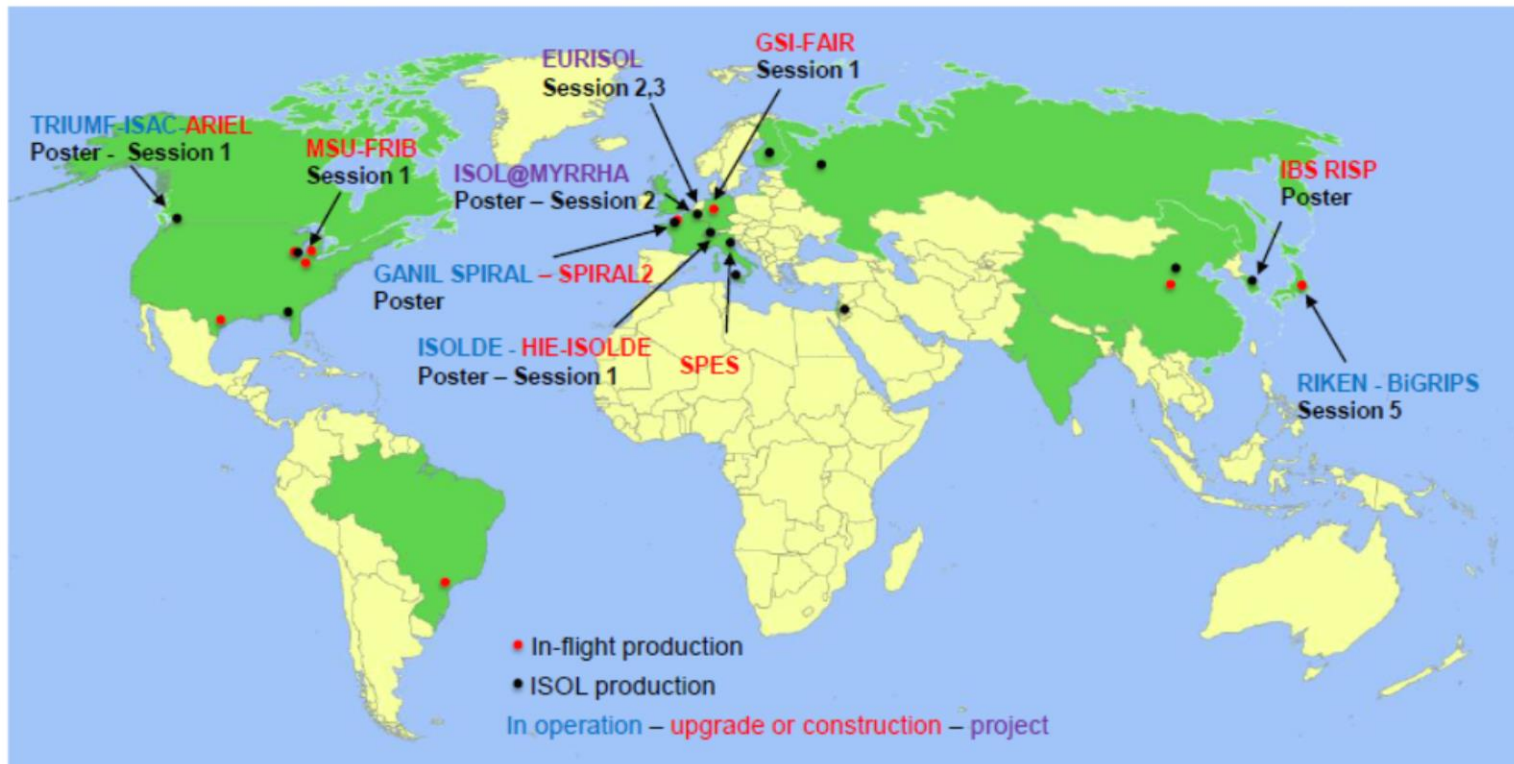 EURISOL
Session 2,3
GSI-FAIR
Session 1
TRIUMF-ISAC-ARIEL
Poster - Session 1
MSU-FRIB
Session 1
ISOL@MYRRHA
Poster – Session 2
IBS RISP
Poster
GANIL SPIRAL – SPIRAL2
Poster
ISOLDE - HIE-ISOLDE
Poster – Session 1
SPES
RIKEN - BiGRIPS
Session 5
In-flight production
ISOL production
In operation – upgrade or construction – project